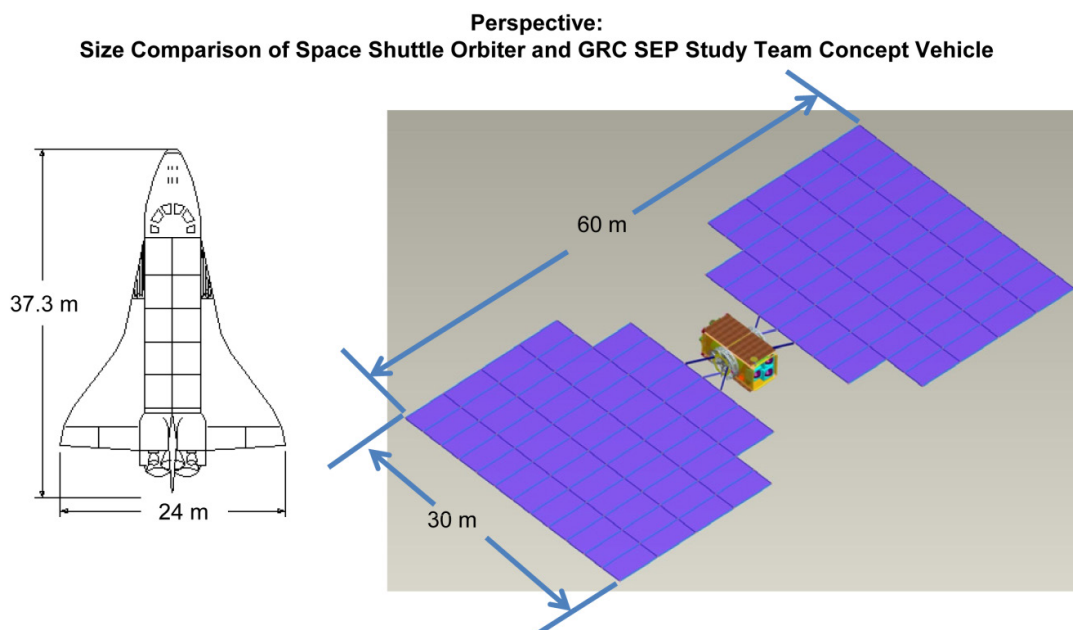 Perspective:
Size Comparison of Space Shuttle Orbiter and GRC SEP Study Team Concept Vehicle
60 m
37.3 m
30 m
24 m